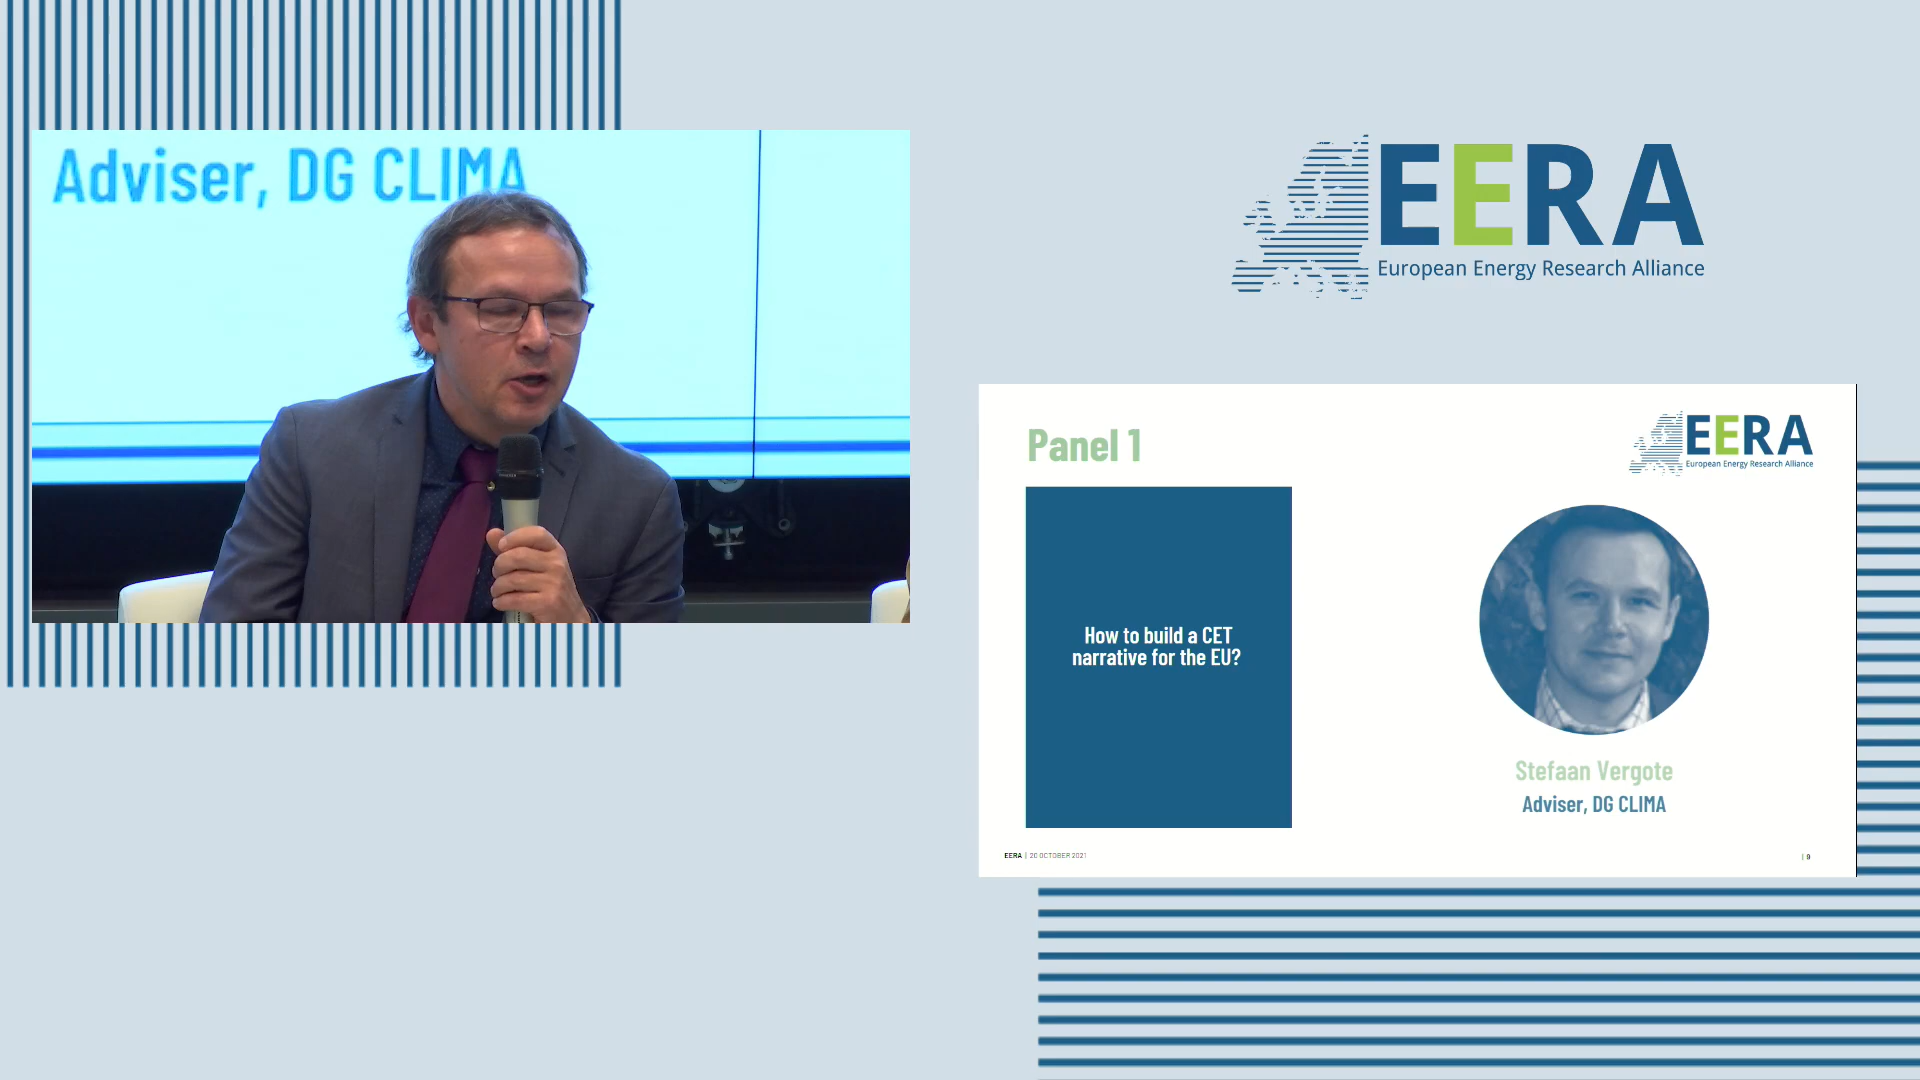 Adviser, DG CLIMA
EERA
European Energy Research Alliance
Panel 1
EERA
European Energy Research Alliance
How to build a CET
narrative for the EU?
Stefaan Vergote
Adviser, DG CLIMA
EERA | 20 OCTOBER 2021
| 9